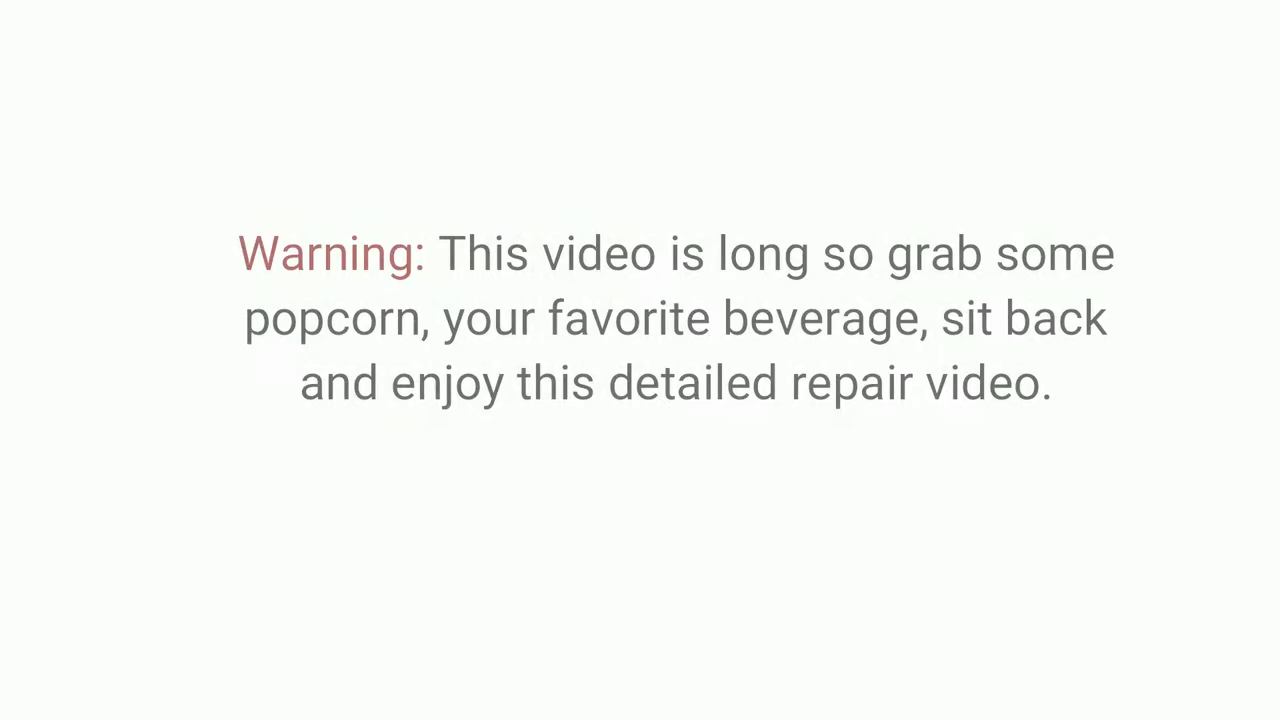 Warning: This video is long so grab some
popcorn, your favorite beverage, sit back
and enjoy this detailed repair video.